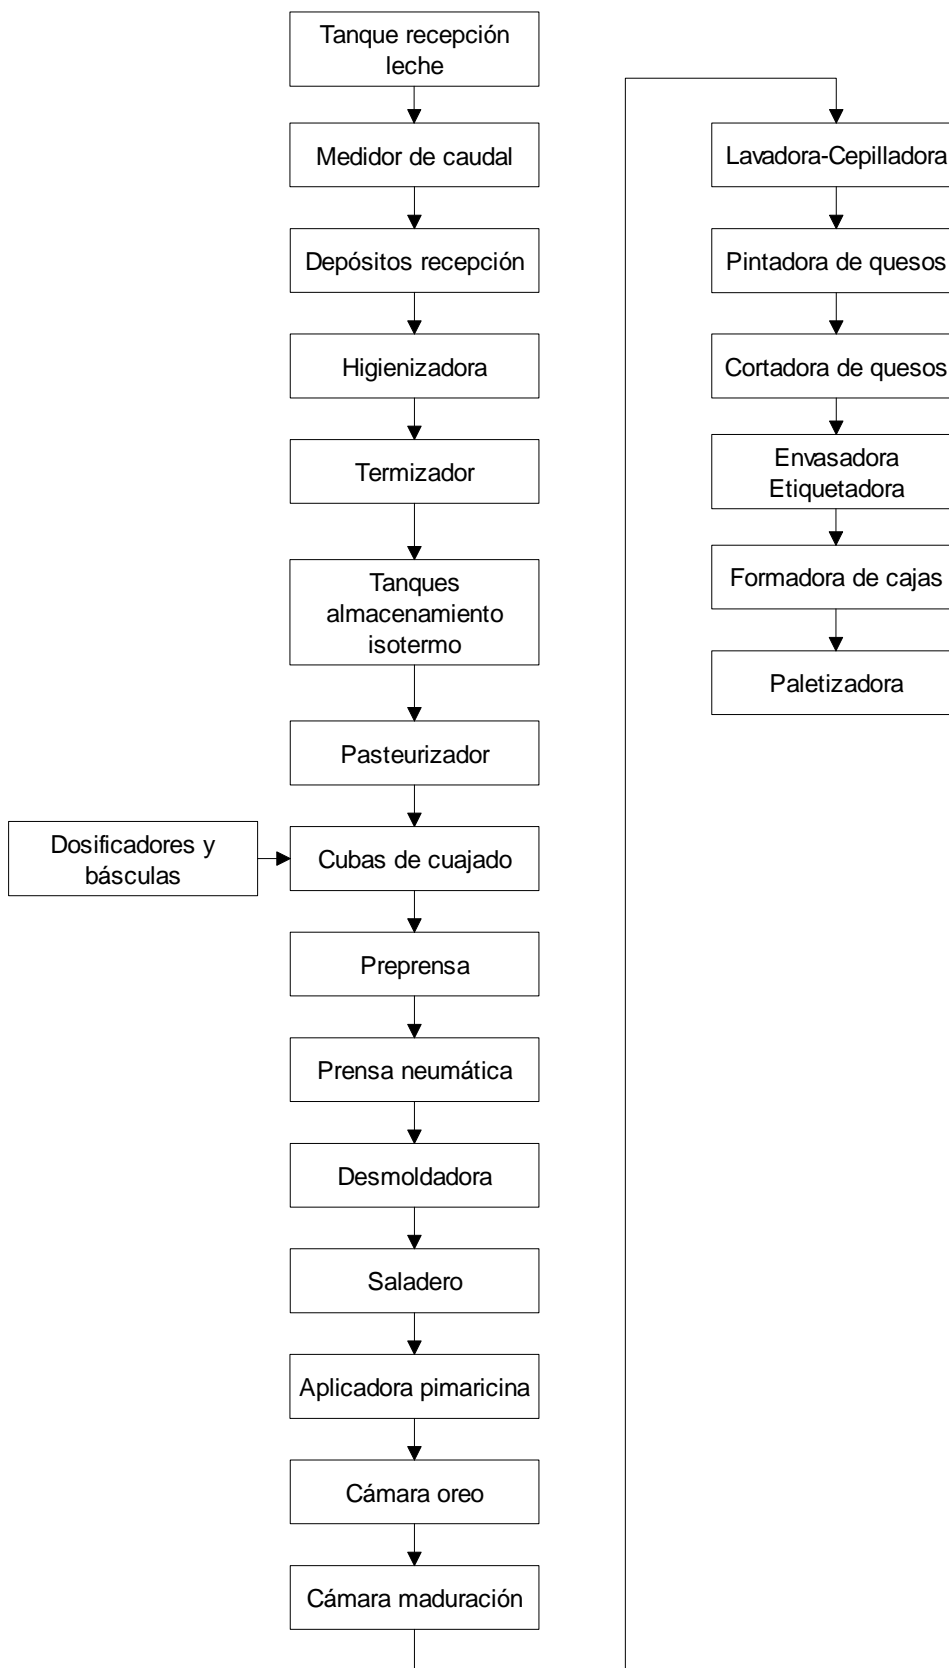 Tanque recepción
leche
Medidor de caudal
Depósitos recepción
Higienizadora
Termizador
Tanques
almacenamiento
isotermo
Pasteurizador
Dosificadores y
básculas
Cubas de cuajado
Preprensa
Prensa neumática
Desmoldadora
Saladero
Aplicadora pimaricina
Cámara oreo
Cámara maduración
Lavadora-Cepilladora
Pintadora de quesos
Cortadora de quesos
Envasadora
Etiquetadora
Formadora de cajas
Paletizadora